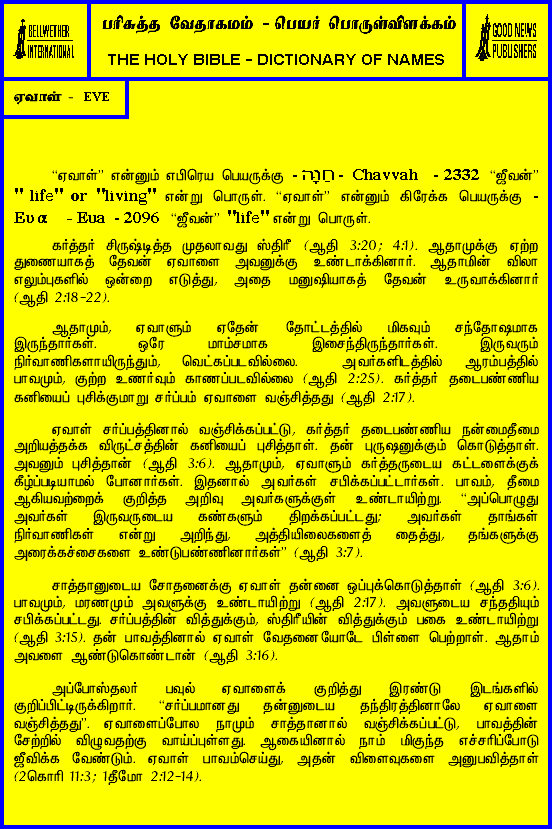 BELLWETHER
INTERNATIONAL
பரிசுத்த வேதாகமம் - பெயர் பொருள்விளக்கம்
THE HOLY BIBLE - DICTIONARY OF NAMES
GOOD NEWS
PUBLISHERS
ஏவாள் - EVE
“ஏவாள்” என்னும் எபிரெய பெயருக்கு - חַוָּה - Chavvah - 2332 “ஜீவன்”
" life" or "living" என்று பொருள். “ஏவாள்” என்னும் கிரேக்க பெயருக்கு -
Ευα - Eua - 2096 “ஜீவன்” "life" என்று பொருள்.
கர்த்தர் சிருஷ்டித்த முதலாவது ஸ்திரீ (ஆதி 3:20; 4:1). ஆதாமுக்கு ஏற்ற
துணையாகத் தேவன் ஏவாளை அவனுக்கு உண்டாக்கினார். ஆதாமின் விலா
எலும்புகளில் ஒன்றை எடுத்து, அதை மனுஷியாகத் தேவன் உருவாக்கினார்
(ஆதி 2:18-22).
ஆதாமும், ஏவாளும் ஏதேன் தோட்டத்தில் மிகவும் சந்தோஷமாக
இருந்தார்கள். ஒரே மாம்சமாக இசைந்திருந்தார்கள். இருவரும்
நிர்வாணிகளாயிருந்தும், வெட்கப்படவில்லை. அவர்களிடத்தில் ஆரம்பத்தில்
பாவமும், குற்ற உணர்வும் காணப்படவில்லை (ஆதி 2:25). கர்த்தர் தடைபண்ணிய
கனியைப் புசிக்குமாறு சர்ப்பம் ஏவாளை வஞ்சித்தது (ஆதி 2:17).
ஏவாள் சர்ப்பத்தினால் வஞ்சிக்கப்பட்டு, கர்த்தர் தடைபண்ணிய நன்மைதீமை
அறியத்தக்க விருட்சத்தின் கனியைப் புசித்தாள். தன் புருஷனுக்கும் கொடுத்தாள்.
அவனும் புசித்தான் (ஆதி 3:6). ஆதாமும், ஏவாளும் கர்த்தருடைய கட்டளைக்குக்
கீழ்ப்படியாமல் போனார்கள். இதனால் அவர்கள் சபிக்கப்பட்டார்கள். பாவம், தீமை
ஆகியவற்றைக் குறித்த அறிவு அவர்களுக்குள் உண்டாயிற்று. “அப்பொழுது
அவர்கள் இருவருடைய கண்களும் திறக்கப்பட்டது; அவர்கள் தாங்கள்
நிர்வாணிகள் என்று அறிந்து, அத்தியிலைகளைத் தைத்து, தங்களுக்கு
அரைக்கச்சைகளை உண்டுபண்ணினார்கள்” (ஆதி 3:7).
சாத்தானுடைய சோதனைக்கு ஏவாள் தன்னை ஒப்புக்கொடுத்தாள் (ஆதி 3:6).
பாவமும், மரணமும் அவளுக்கு உண்டாயிற்று (ஆதி 2:17). அவளுடைய சந்ததியும்
சபிக்கப்பட்டது. சர்ப்பத்தின் வித்துக்கும், ஸ்திரீயின் வித்துக்கும் பகை உண்டாயிற்று
(ஆதி 3:15). தன் பாவத்தினால் ஏவாள் வேதனையோடே பிள்ளை பெற்றாள். ஆதாம்
அவளை ஆண்டுகொண்டான் (ஆதி 3:16).
அப்போஸ்தலர் பவுல் ஏவாளைக் குறித்து இரண்டு இடங்களில்
குறிப்பிட்டிருக்கிறார். “சர்ப்பமானது தன்னுடைய தந்திரத்தினாலே ஏவாளை
வஞ்சித்தது”. ஏவாளைப்போல நாமும் சாத்தானால் வஞ்சிக்கப்பட்டு, பாவத்தின்
சேற்றில் விழுவதற்கு வாய்ப்புள்ளது. ஆகையினால் நாம் மிகுந்த எச்சரிப்போடு
ஜீவிக்க வேண்டும். ஏவாள் பாவம்செய்து, அதன் விளைவுகளை அனுபவித்தாள்
(2கொரி 11:3; 1தீமோ 2:12-14).